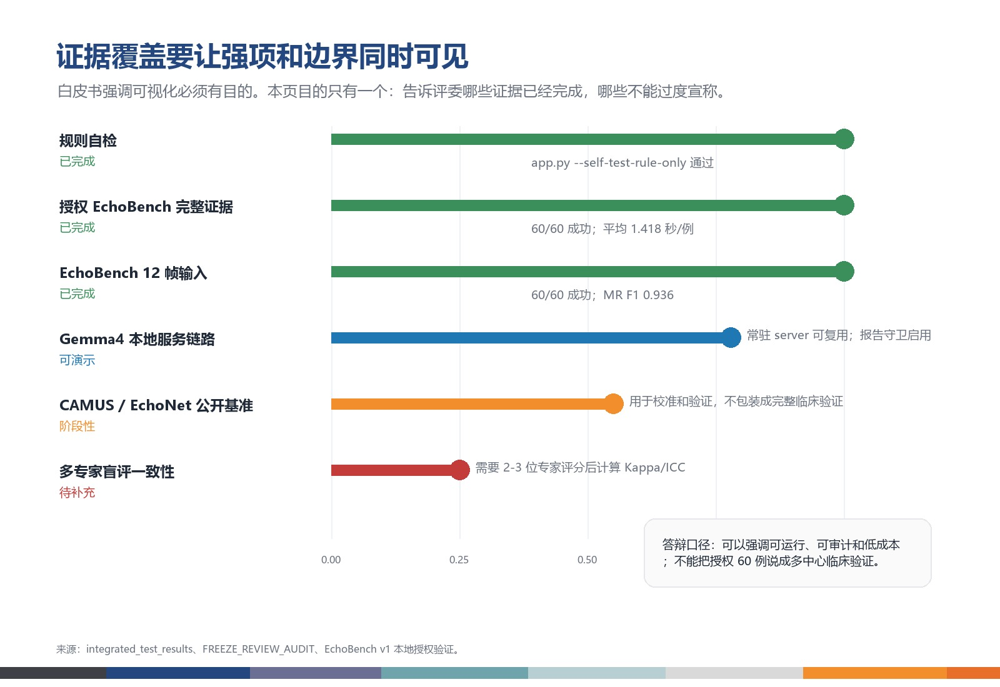 证据覆盖要让强项和边界同时可见
白皮书强调可视化必须有目的。本页目的只有一个：告诉评委哪些证据已经完成，哪些不能过度宣称。
规则自检
已完成
app.py --self-test-rule-only 通过
授权 EchoBench 完整证据
已完成
60/60 成功；平均 1.418 秒/例
EchoBench 12 帧输入
已完成
60/60 成功；MR F1 0.936
Gemma4 本地服务链路
可演示
常驻 server 可复用；报告守卫启用
CAMUS / EchoNet 公开基准
阶段性
用于校准和验证，不包装成完整临床验证
多专家盲评一致性
待补充
需要 2-3 位专家评分后计算 Kappa/ICC
0.00
0.25
0.50
答辩口径：可以强调可运行、可审计和低成本
；不能把授权 60 例说成多中心临床验证。
来源：integrated_test_results、FREEZE_REVIEW_AUDIT、EchoBench v1 本地授权验证。